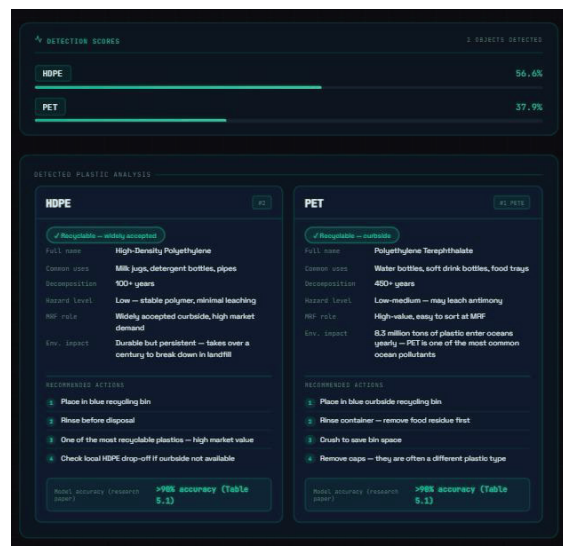 DETECTION SCORES
2 OBJECTS DETECTED
HDPE
56.6%
PET
37.9%
DETECTED PLASTIC ANALYSIS
HDPE
#2
✓ Recyclable — widely accepted
Full name High-Density Polyethylene
Common uses Milk jugs, detergent bottles, pipes
Decomposition 100+ years
Hazard level Low — stable polymer, minimal leaching
MRF role Widely accepted curbside, high market
demand
Env. impact Durable but persistent — takes over a
century to break down in landfill
RECOMMENDED ACTIONS
1 Place in blue recycling bin
2 Rinse before disposal
3 One of the most recyclable plastics — high market value
4 Check local HDPE drop-off if curbside not available
Model accuracy (research
paper)
>90% accuracy (Table
5.1)
PET
#1 PETE
✓ Recyclable — curbside
Full name Polyethylene Terephthalate
Common uses Water bottles, soft drink bottles, food trays
Decomposition 450+ years
Hazard level Low-medium — may leach antimony
MRF role High-value, easy to sort at MRF
Env. impact 8.3 million tons of plastic enter oceans
yearly — PET is one of the most common
ocean pollutants
RECOMMENDED ACTIONS
1 Place in blue curbside recycling bin
2 Rinse container — remove food residue first
3 Crush to save bin space
4 Remove caps — they are often a different plastic type
Model accuracy (research
paper)
>90% accuracy (Table
5.1)